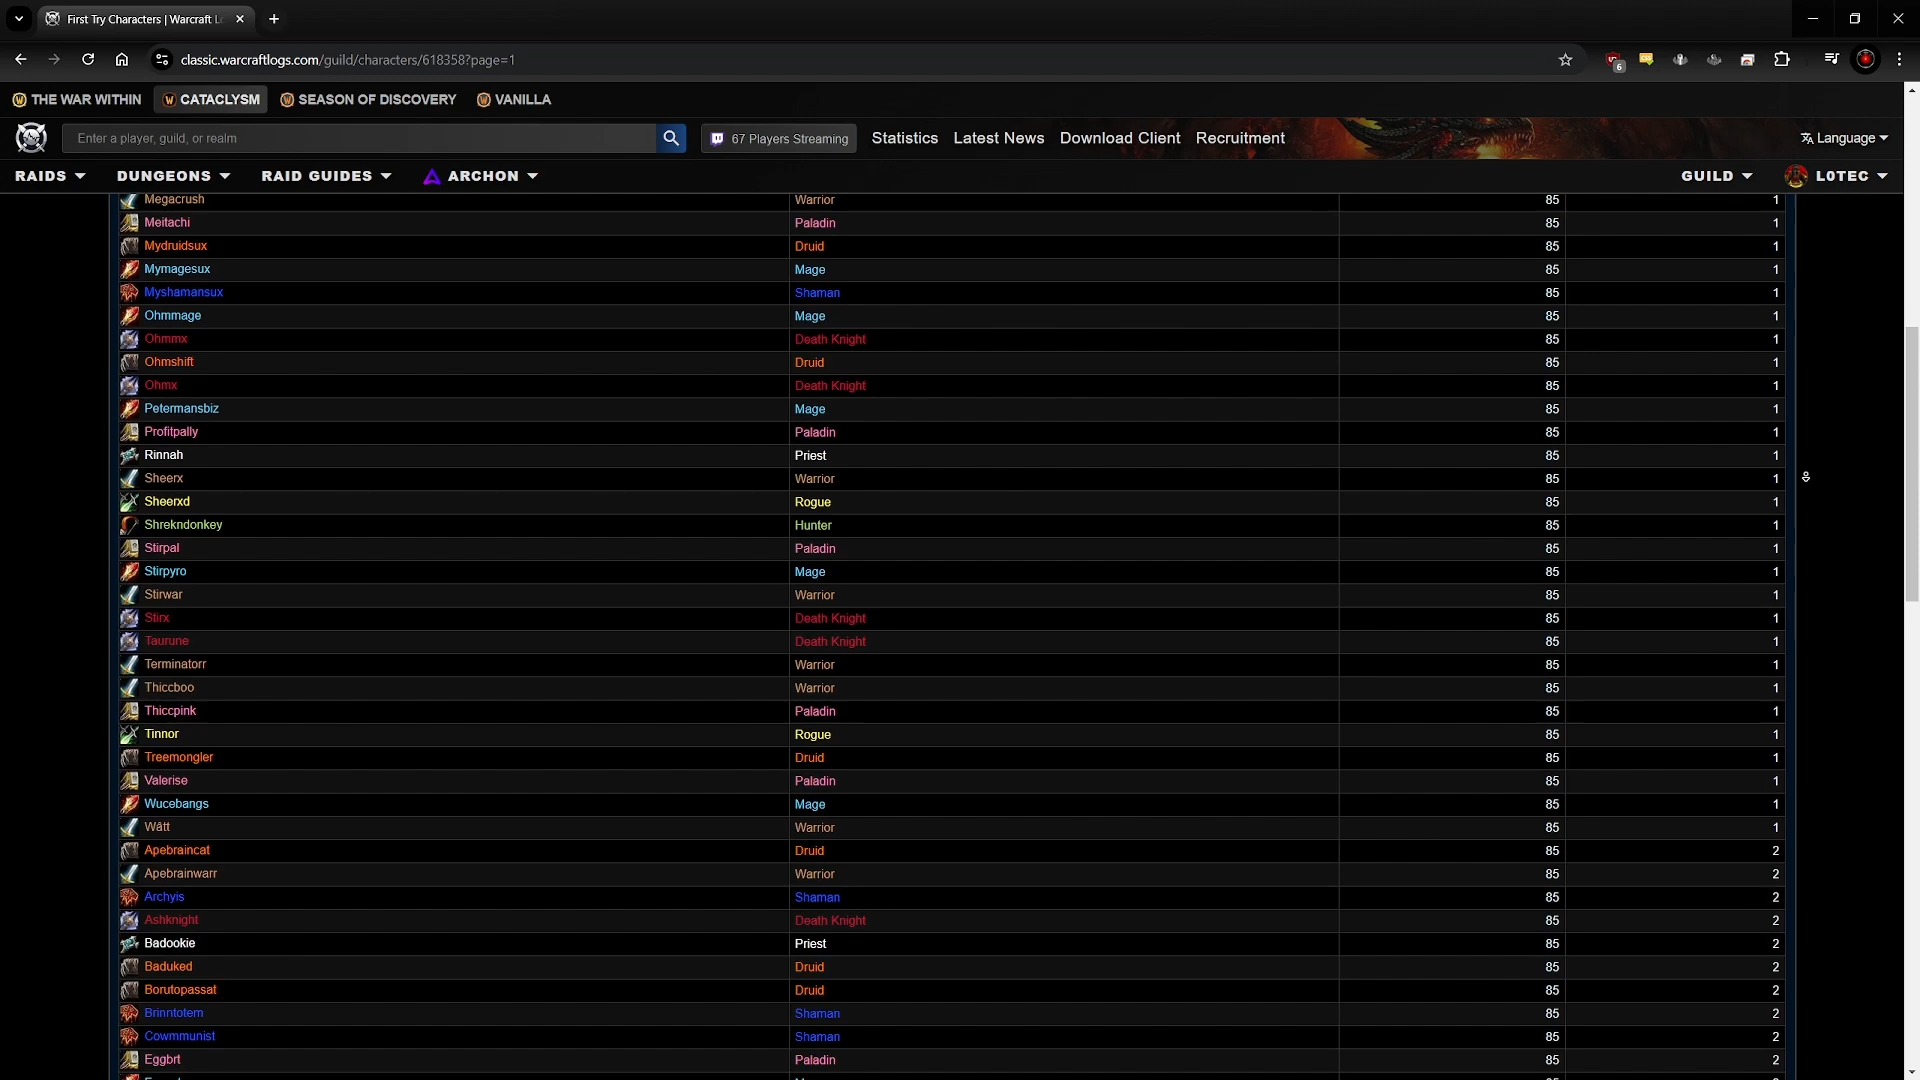 First Try Characters | Warcraft L
classic.warcraftlogs.com/guild/characters/618358?page=1
6
THE WAR WITHIN CATACLYSM SEASON OF DISCOVERY VANILLA
Enter a player, guild, or realm 67 Players Streaming Statistics Latest News Download Client Recruitment Language
RAIDS DUNGEONS RAID GUIDES ARCHON GUILD L0TEC
Megacrush Warrior 85 1
Meitachi Paladin 85 1
Mydruidsux Druid 85 1
Mymagesux Mage 85 1
Myshamansux Shaman 85 1
Ohmmage Mage 85 1
Ohmmx Death Knight 85 1
Ohmshift Druid 85 1
Ohmx Death Knight 85 1
Petermansbiz Mage 85 1
Profitpally Paladin 85 1
Rinnah Priest 85 1
Sheerx Warrior 85 1
Sheerxd Rogue 85 1
Shrekndonkey Hunter 85 1
Stirpal Paladin 85 1
Stirpyro Mage 85 1
Stirwar Warrior 85 1
Stirx Death Knight 85 1
Taurune Death Knight 85 1
Terminatorr Warrior 85 1
Thiccboo Warrior 85 1
Thiccpink Paladin 85 1
Tinnor Rogue 85 1
Treemongler Druid 85 1
Valerise Paladin 85 1
Wucebangs Mage 85 1
Wâtt Warrior 85 1
Apebraincat Druid 85 2
Apebrainwarr Warrior 85 2
Archyis Shaman 85 2
Ashknight Death Knight 85 2
Badookie Priest 85 2
Baduked Druid 85 2
Borutopassat Druid 85 2
Brinntotem Shaman 85 2
Cowmmunist Shaman 85 2
Eggbrt Paladin 85 2